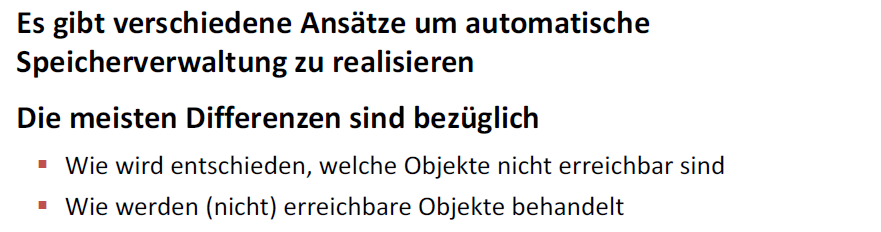 Es gibt verschiedene Ansätze um automatische
Speicherverwaltung zu realisieren
Die meisten Differenzen sind bezüglich
▪ Wie wird entschieden, welche Objekte nicht erreichbar sind
▪ Wie werden (nicht) erreichbare Objekte behandelt